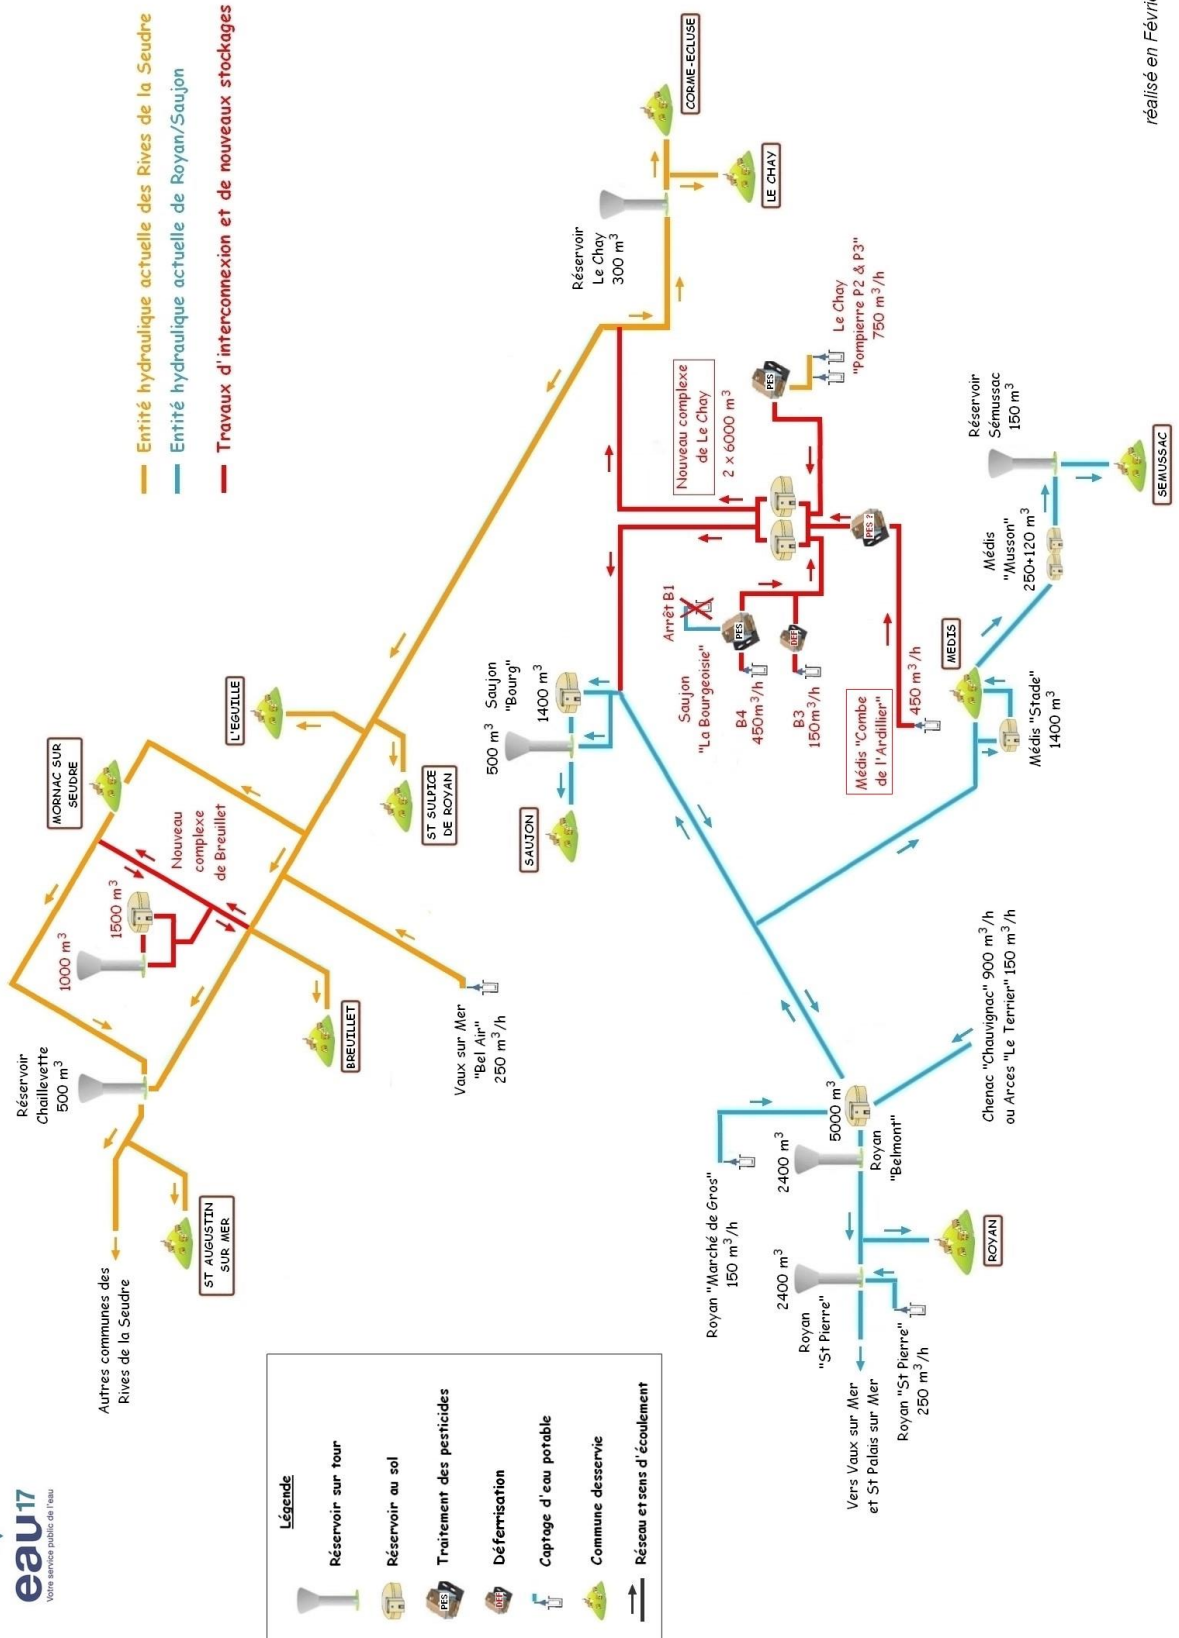 eau17
Votre service public de l'eau
Entité hydraulique actuelle des Rives de la Seudre
Entité hydraulique actuelle de Royan/Saujon
Travaux d'interconnexion et de nouveaux stockages
Réservoir
Chaillevette
500 m³
MORNAC SUR
SEUDRE
1000 m³
1500 m³
Nouveau
complexe
de Breuillet
L'EGUILLE
ST SULPICE
DE ROYAN
BREUILLET
Autres communes des
Rives de la Seudre
ST AUGUSTIN
SUR MER
Vaux sur Mer
"Bel Air"
250 m³/h
Réservoir
Le Chay
300 m³
CORME-ECLUSE
LE CHAY
Saujon
"Bourg"
500 m³
1400 m³
SAUJON
Nouveau complexe
de Le Chay
2 x 6000 m³
PES
Le Chay
"Pompierre P2 & P3"
750 m³/h
Arrêt B1
Saujon
"La Bourgeoisie"
PES
B4
450m³/h
DEF
B3
150m³/h
PES ?
Médis "Combe
de l'Ardillier"
450 m³/h
MEDIS
Médis "Stade"
1400 m³
Médis
"Musson"
250+120 m³
Réservoir
Sémussac
150 m³
SEMUSSAC
Royan "Marché de Gros"
150 m³/h
5000 m³
2400 m³
Royan
"Belmont"
Chenac "Chauvignac" 900 m³/h
ou Arces "Le Terrier" 150 m³/h
2400 m³
Royan
"St Pierre"
ROYAN
Royan "St Pierre"
250 m³/h
Vers Vaux sur Mer
et St Palais sur Mer
Légende
Réservoir sur tour
Réservoir au sol
PES
Traitement des pesticides
DEF
Déferrisation
Captage d'eau potable
Commune desservie
Réseau et sens d'écoulement
réalisé en